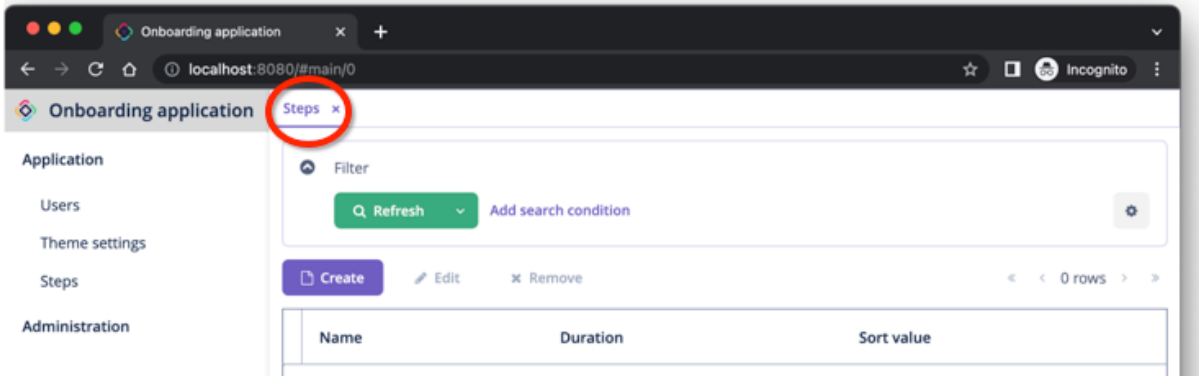 Onboarding application
localhost:8080/#main/0
Incognito
Onboarding application
Steps
Application
Users
Theme settings
Steps
Administration
Filter
Refresh Add search condition
Create Edit Remove 0 rows
Name Duration Sort value